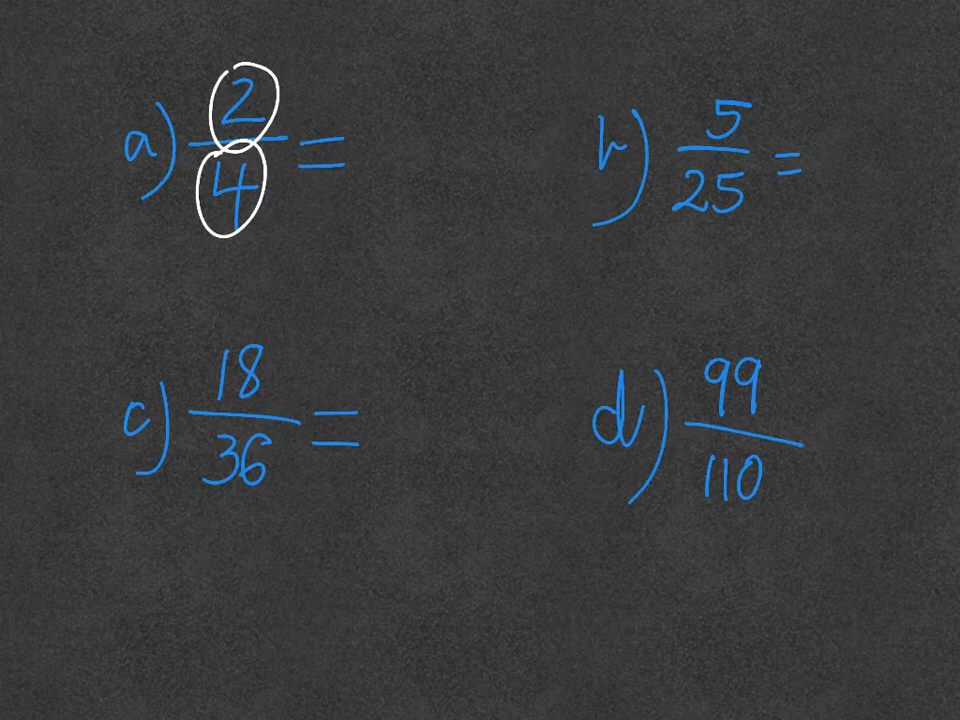 a) 2/4 =
b) 5/25 =
c) 18/36 =
d) 99/110